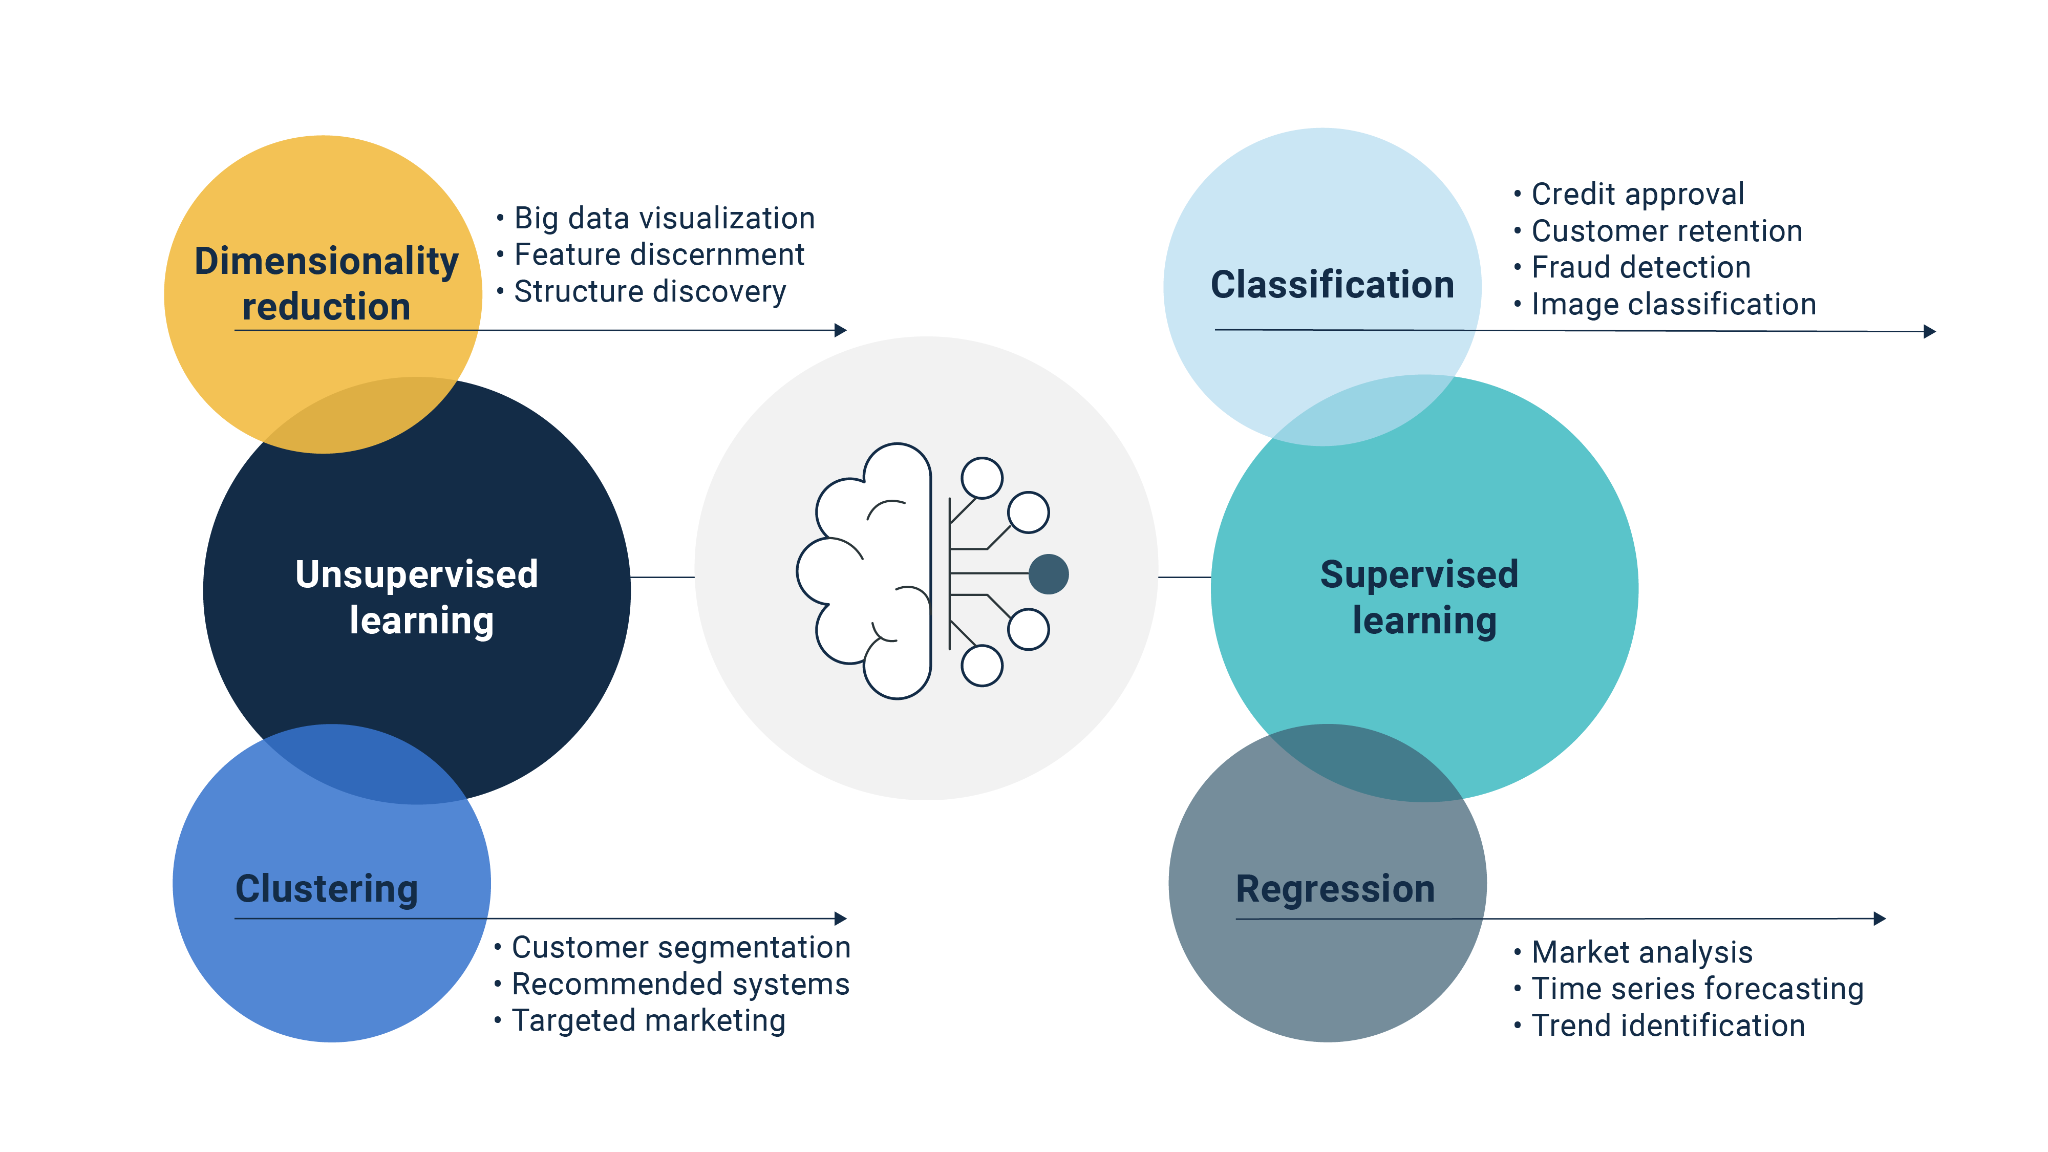 Dimensionality
reduction
• Big data visualization
• Feature discernment
• Structure discovery
Unsupervised
learning
Clustering
• Customer segmentation
• Recommended systems
• Targeted marketing
Classification
• Credit approval
• Customer retention
• Fraud detection
• Image classification
Supervised
learning
Regression
• Market analysis
• Time series forecasting
• Trend identification